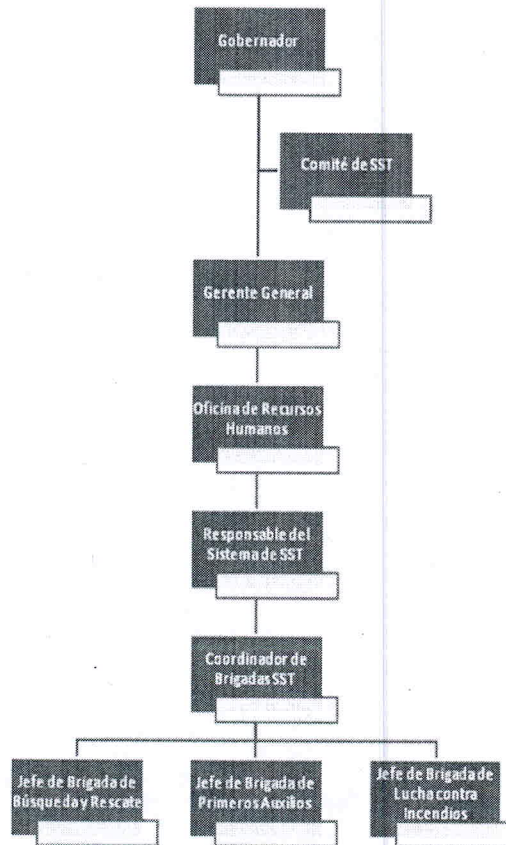 Gobernador
Comité de SST
Gerente General
Oficina de Recursos
Humanos
Responsable del
Sistema de SST
Coordinador de
Brigadas SST
Jefe de Brigada de
Búsqueda y Rescate
Jefe de Brigada de
Primeros Auxilios
Jefe de Brigada de
Lucha contra
Incendios